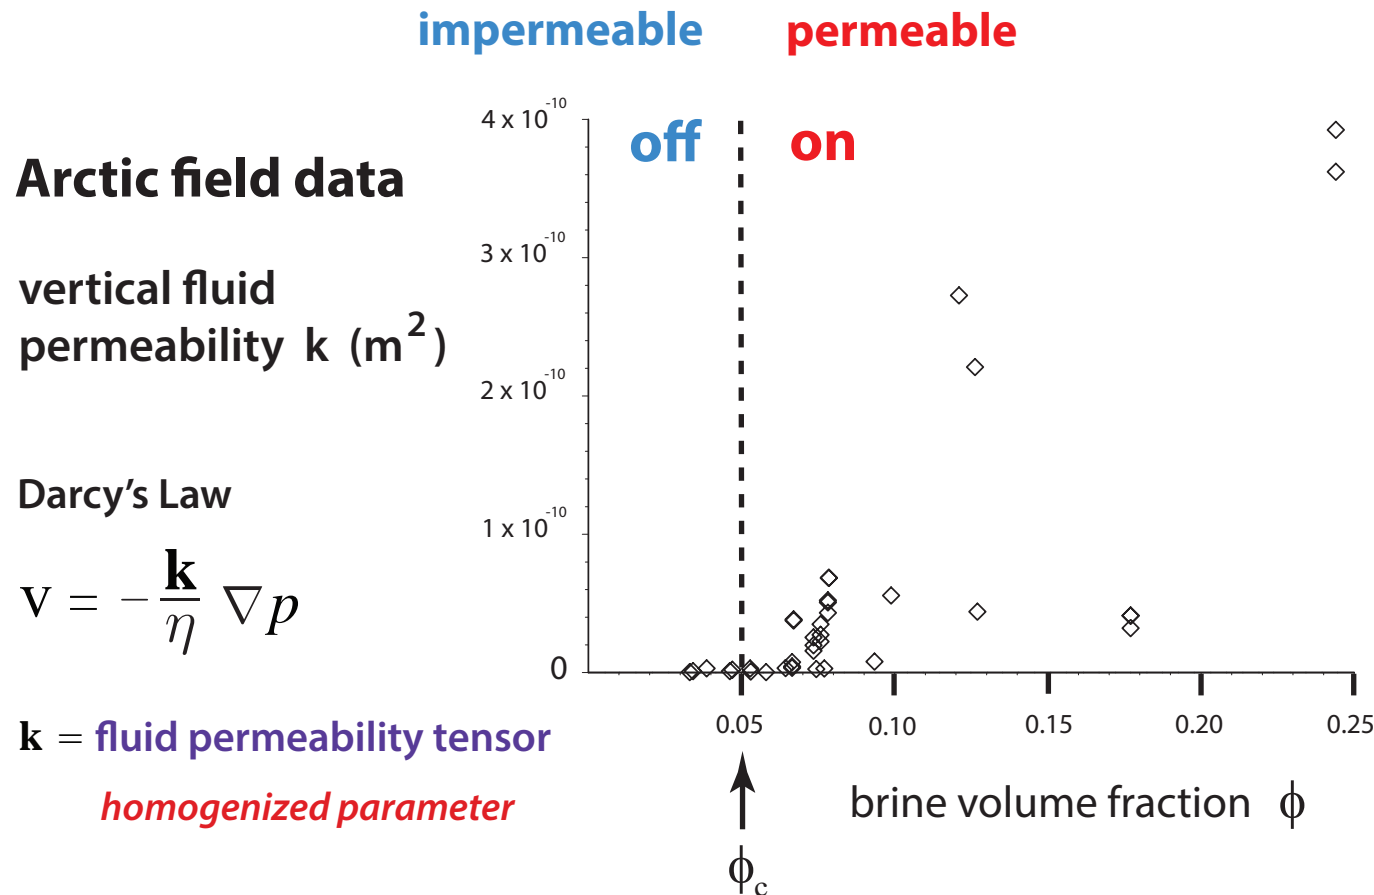 impermeable permeable
off on
Arctic field data
vertical fluid
permeability k (m²)
Darcy's Law
v = − k/η ∇p
k = fluid permeability tensor
homogenized parameter
4 x 10⁻¹⁰
3 x 10⁻¹⁰
2 x 10⁻¹⁰
1 x 10⁻¹⁰
0
0.05 0.10 0.15 0.20 0.25
brine volume fraction ϕ
ϕc